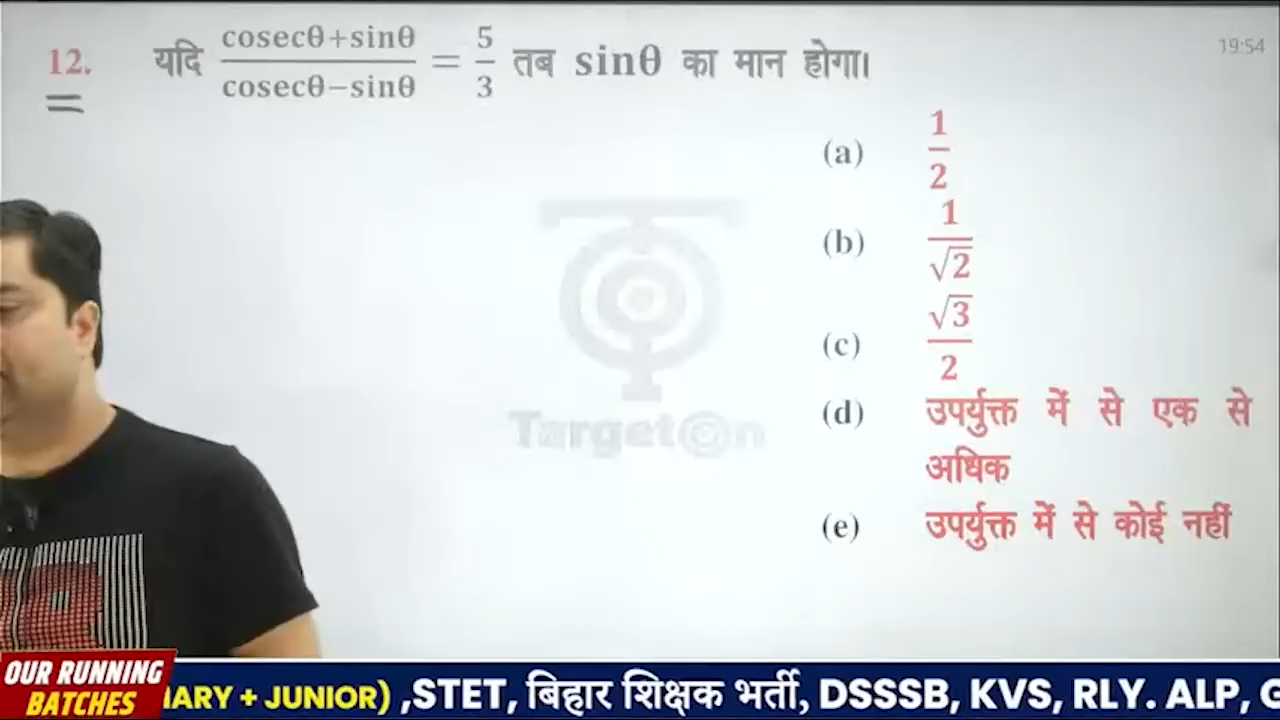 12. यदि cosecθ+sinθ/cosecθ−sinθ = 5/3 तब sinθ का मान होगा।
19:54
(a) 1/2
(b) 1/√2
(c) √3/2
(d) उपर्युक्त में से एक से
अधिक
(e) उपर्युक्त में से कोई नहीं
Target@n
OUR RUNNING
BATCHES
ARY + JUNIOR) ,STET, बिहार शिक्षक भर्ती, DSSSB, KVS, RLY. ALP, G